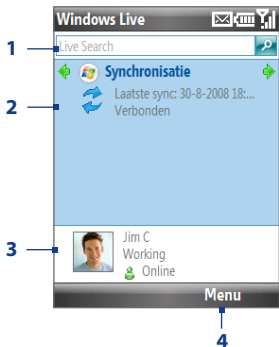 Windows Live
1
Live Search
Synchronisatie
2
Laatste sync: 30-8-2008 18:...
Verbonden
Jim C
3
Working
Online
Menu
4